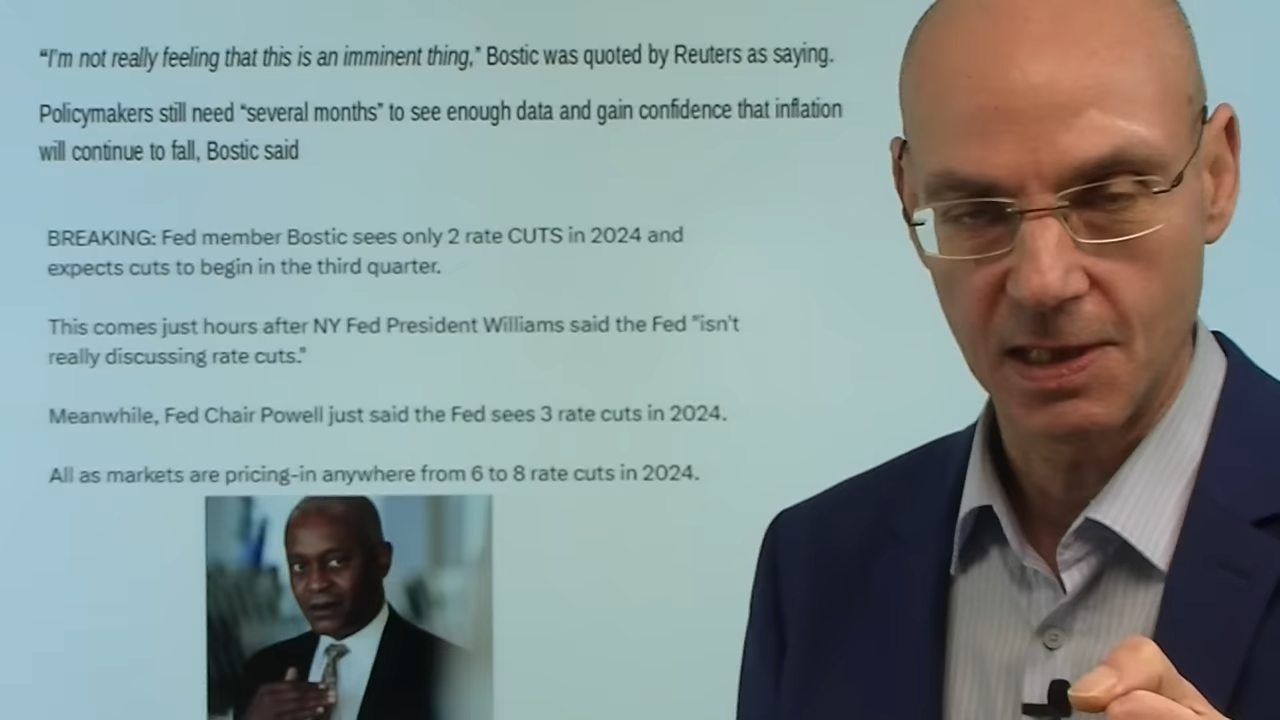 “I'm not really feeling that this is an imminent thing,” Bostic was quoted by Reuters as saying.
Policymakers still need “several months” to see enough data and gain confidence that inflation
will continue to fall, Bostic said
BREAKING: Fed member Bostic sees only 2 rate CUTS in 2024 and
expects cuts to begin in the third quarter.
This comes just hours after NY Fed President Williams said the Fed "isn't
really discussing rate cuts."
Meanwhile, Fed Chair Powell just said the Fed sees 3 rate cuts in 2024.
All as markets are pricing-in anywhere from 6 to 8 rate cuts in 2024.